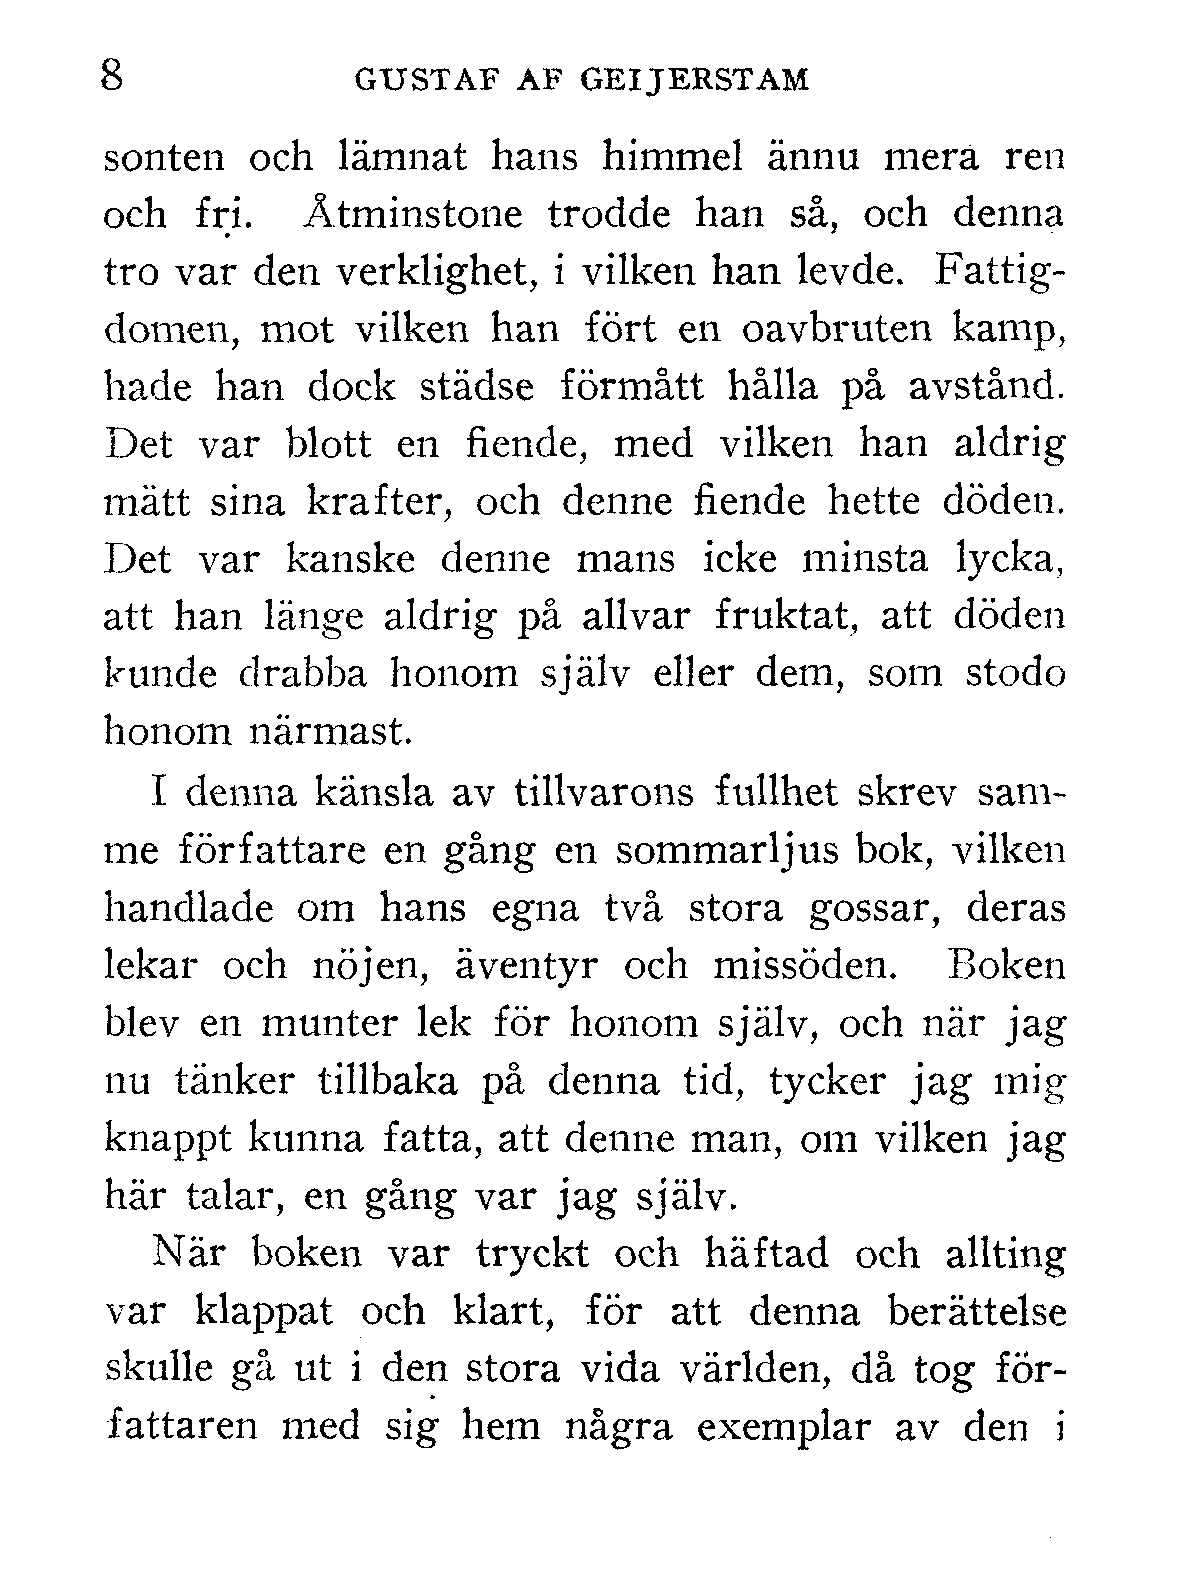 8 GUSTAF AF GEIJERSTAM
sonten och lämnat hans himmel ännu mera ren
och fri. Åtminstone trodde han så, och denna
tro var den verklighet, i vilken han levde. Fattig-
domen, mot vilken han fört en oavbruten kamp,
hade han dock städse förmått hålla på avstånd.
Det var blott en fiende, med vilken han aldrig
mätt sina krafter, och denne fiende hette döden.
Det var kanske denne mans icke minsta lycka,
att han länge aldrig på allvar fruktat, att döden
kunde drabba honom själv eller dem, som stodo
honom närmast.
I denna känsla av tillvarons fullhet skrev sam-
me författare en gång en sommarljus bok, vilken
handlade om hans egna två stora gossar, deras
lekar och nöjen, äventyr och missöden. Boken
blev en munter lek för honom själv, och när jag
nu tänker tillbaka på denna tid, tycker jag mig
knappt kunna fatta, att denne man, om vilken jag
här talar, en gång var jag själv.
När boken var tryckt och häftad och allting
var klappat och klart, för att denna berättelse
skulle gå ut i den stora vida världen, då tog för-
fattaren med sig hem några exemplar av den i